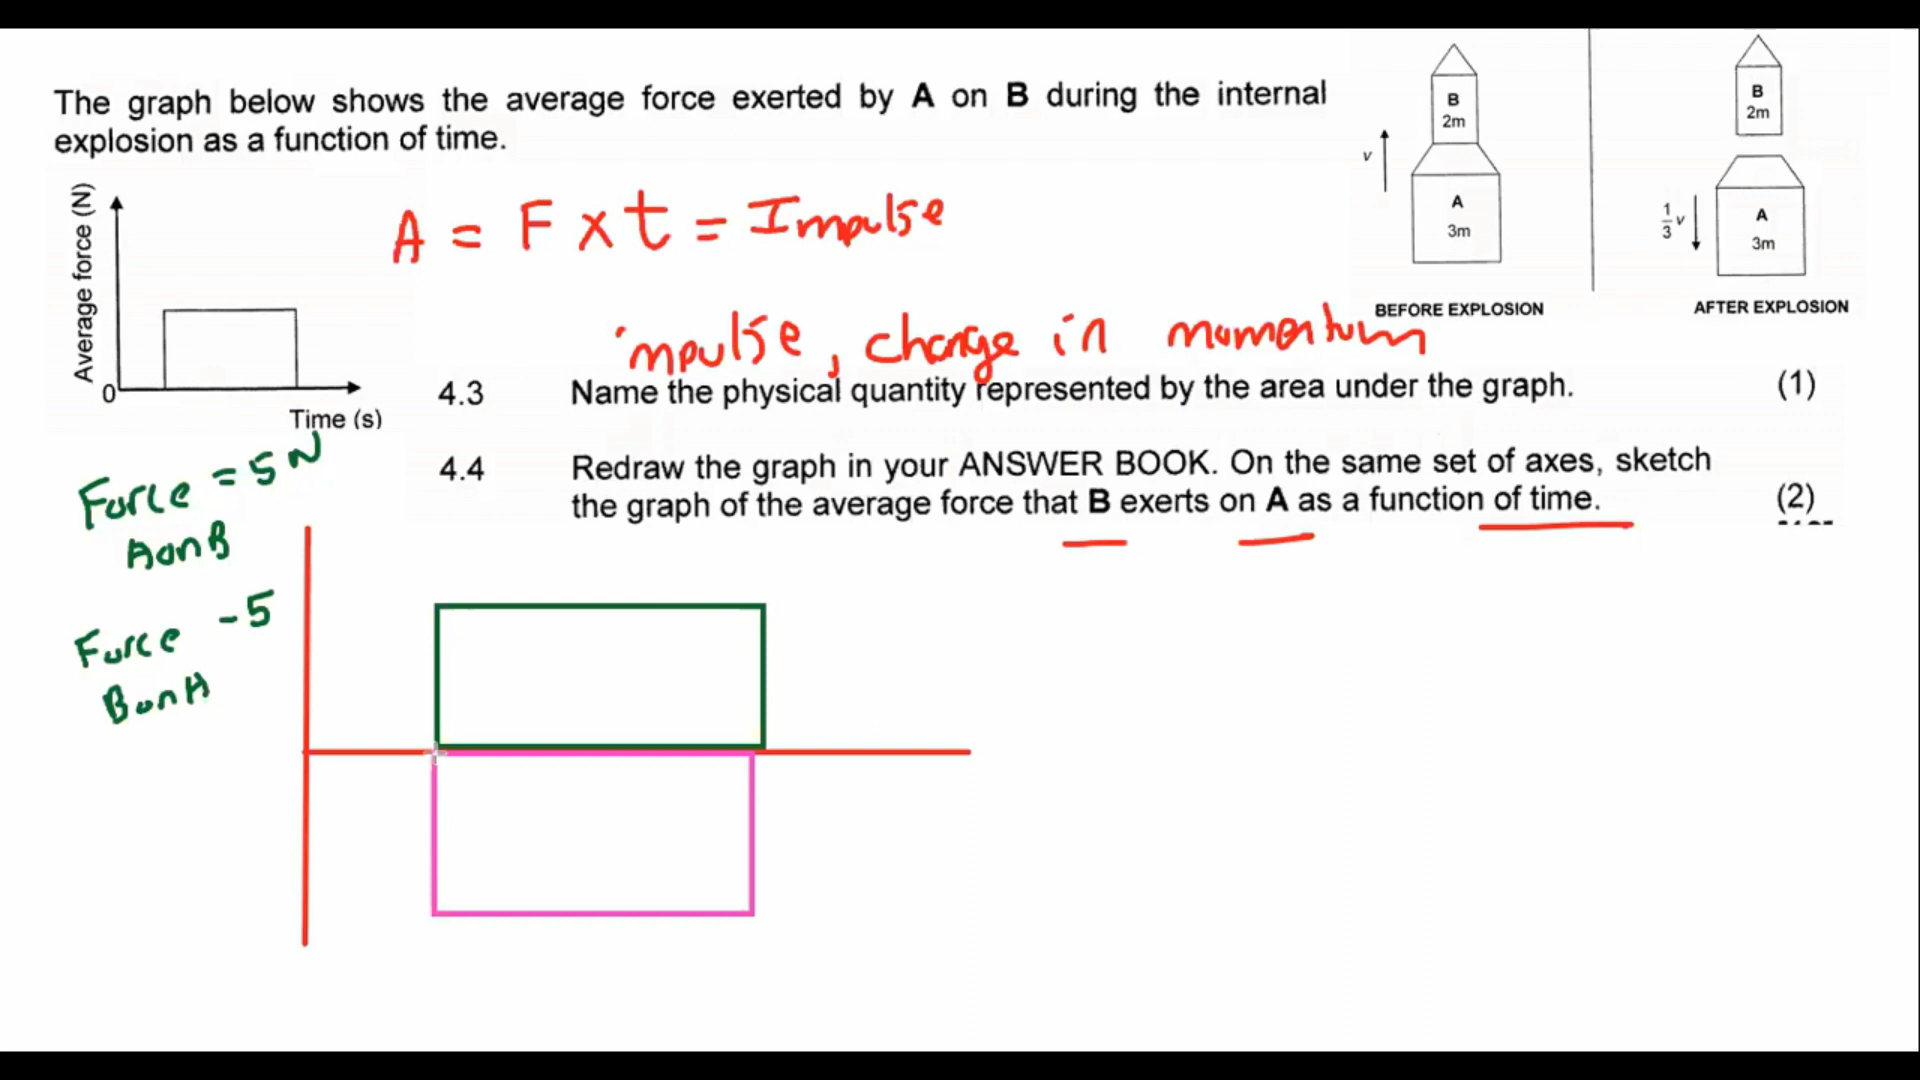 The graph below shows the average force exerted by A on B during the internal
explosion as a function of time.
Average force (N)
0
Time (s)
A = F x t = Impulse
impulse, change in momentum
B
2m
v
A
3m
BEFORE EXPLOSION
B
2m
1/3 v
A
3m
AFTER EXPLOSION
4.3 Name the physical quantity represented by the area under the graph. (1)
4.4 Redraw the graph in your ANSWER BOOK. On the same set of axes, sketch
the graph of the average force that B exerts on A as a function of time. (2)
Force = 5 N
A on B
Force -5
B on A